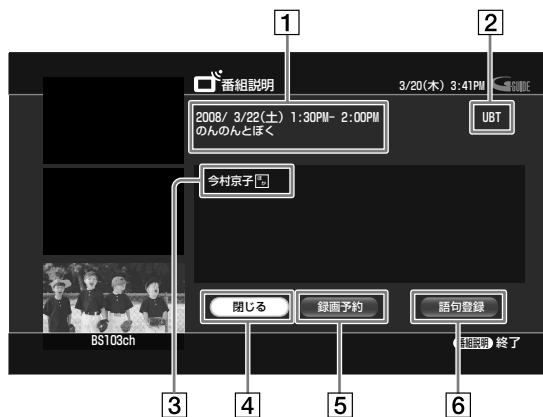 1
2
番組説明
3/20(木) 3:41PM
G GUIDE
2008/ 3/22(土) 1:30PM- 2:00PM
のんのんとぼく
UBT
今村京子 ほか
閉じる
録画予約
語句登録
BS103ch
番組説明 終了
3
4
5
6